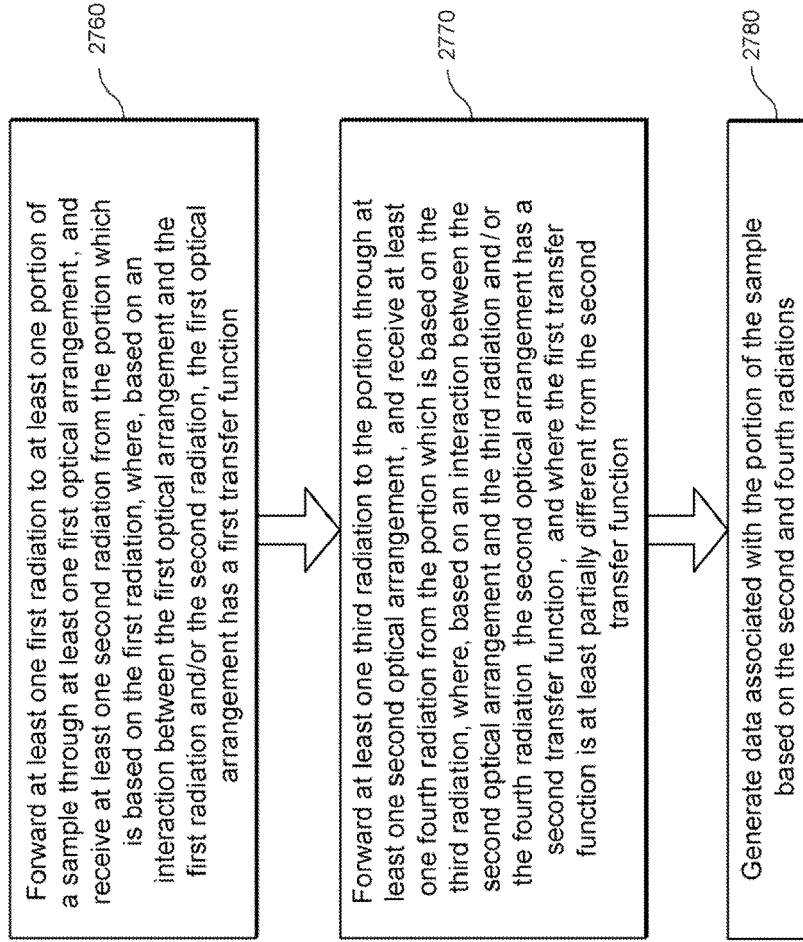 Forward at least one first radiation to at least one portion of
a sample through at least one first optical arrangement, and
receive at least one second radiation from the portion which
is based on the first radiation, where, based on an
interaction between the first optical arrangement and the
first radiation and/or the second radiation, the first optical
arrangement has a first transfer function
2760
Forward at least one third radiation to the portion through at
least one second optical arrangement, and receive at least
one fourth radiation from the portion which is based on the
third radiation, where, based on an interaction between the
second optical arrangement and the third radiation and/or
the fourth radiation the second optical arrangement has a
second transfer function, and where the first transfer
function is at least partially different from the second
transfer function
2770
Generate data associated with the portion of the sample
based on the second and fourth radiations
2780